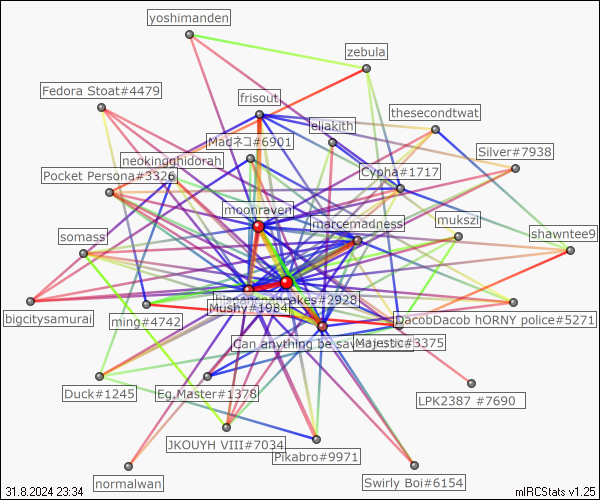 yoshimanden
zebula
Fedora Stoat#4479
frisout
thesecondtwat
eliakith
Madネコ#6901
Silver#7938
neokingghidorah
Cypha#1717
Pocket Persona#3326
moonraven
marcemadness
mukszi
shawntee9
somass
#2928
Mushy#1984
bigcitysamurai
ming#4742
DacobDacob hORNY police#5271
Can anything be
Majestic#3375
Duck#1245
Eg.Master#1378
LPK2387 #7690
JKOUYH VIII#7034
Pikabro#9971
normalwan
Swirly Boi#6154
31.8.2024 23:34
mIRCStats v1.25